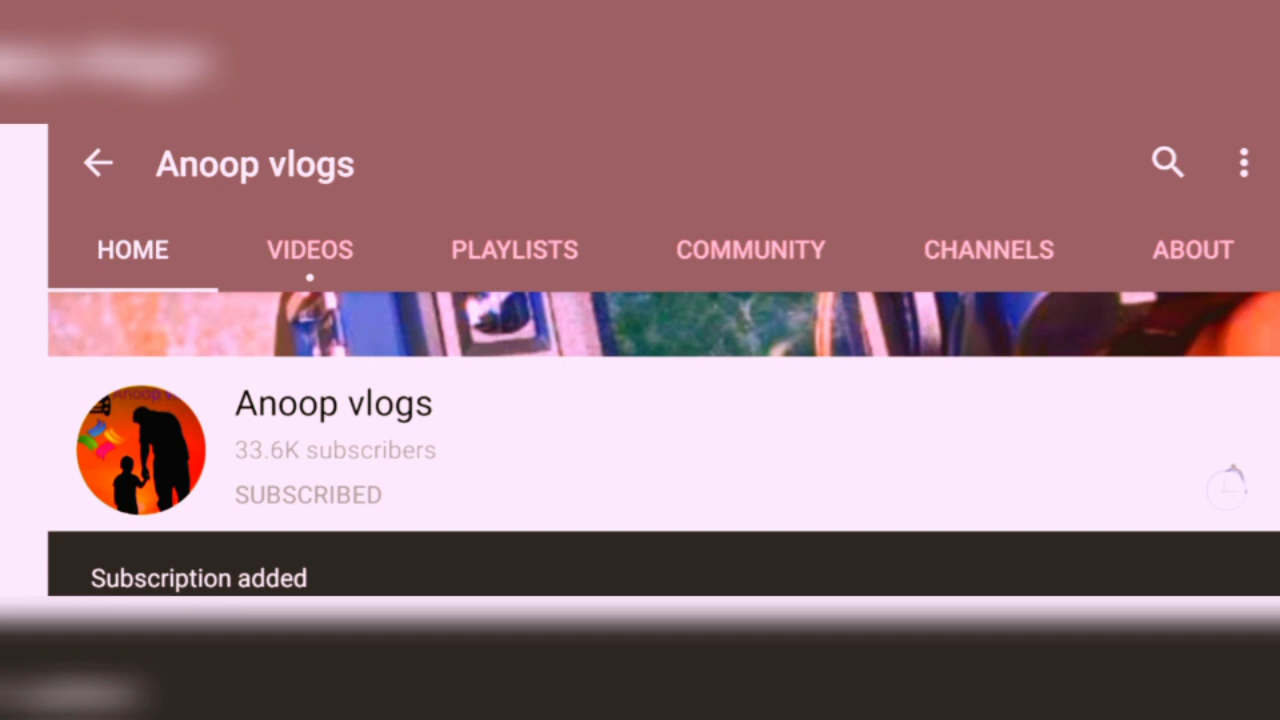 Anoop vlogs
HOME VIDEOS PLAYLISTS COMMUNITY CHANNELS ABOUT
Anoop vlogs
33.6K subscribers
SUBSCRIBED
Subscription added